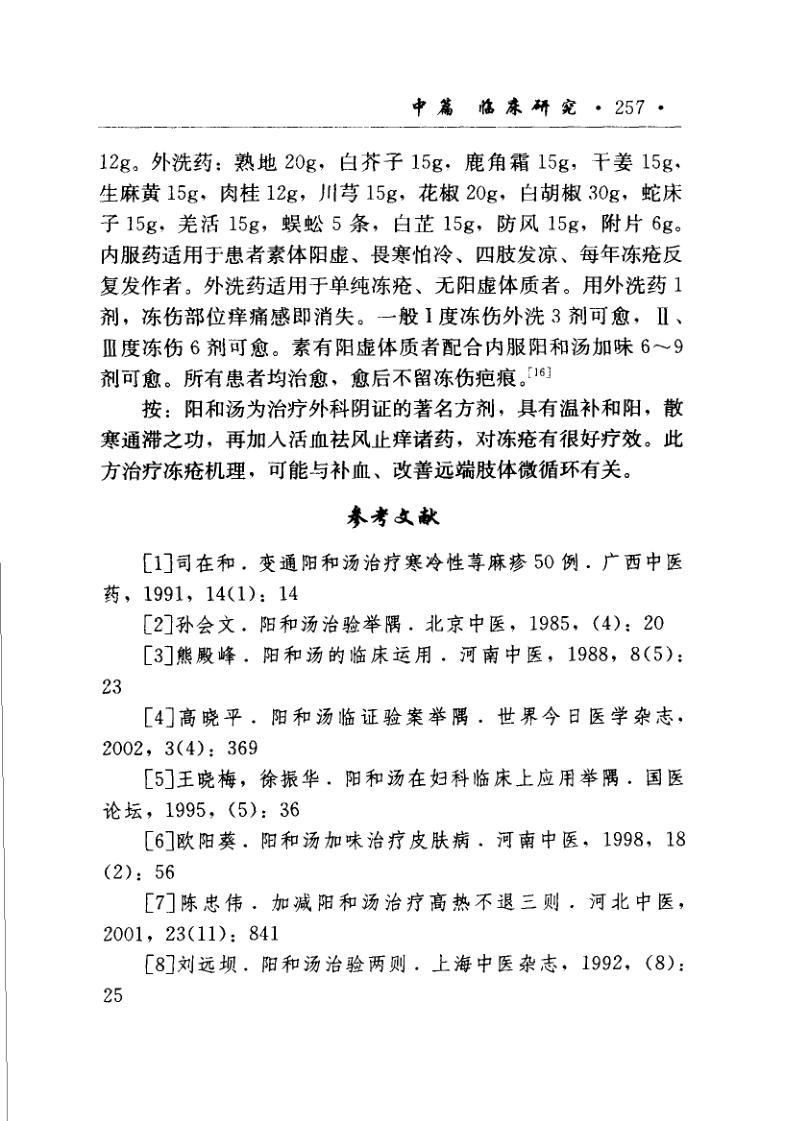 中篇 临床研究 · 257 ·
12g。外洗药：熟地 20g，白芥子 15g，鹿角霜 15g，干姜 15g，
生麻黄 15g，肉桂 12g，川芎 15g，花椒 20g，白胡椒 30g，蛇床
子 15g，羌活 15g，蜈蚣 5 条，白芷 15g，防风 15g，附片 6g。
内服药适用于患者素体阳虚、畏寒怕冷、四肢发凉、每年冻疮反
复发作者。外洗药适用于单纯冻疮、无阳虚体质者。用外洗药 1
剂，冻伤部位痒痛感即消失。一般Ⅰ度冻伤外洗 3 剂可愈，Ⅱ、
Ⅲ度冻伤 6 剂可愈。素有阳虚体质者配合内服阳和汤加味 6～9
剂可愈。所有患者均治愈，愈后不留冻伤疤痕。[16]
按：阳和汤为治疗外科阴证的著名方剂，具有温补和阳，散
寒通滞之功，再加入活血祛风止痒诸药，对冻疮有很好疗效。此
方治疗冻疮机理，可能与补血、改善远端肢体微循环有关。
参考文献
[1]司在和．变通阳和汤治疗寒冷性荨麻疹 50 例．广西中医
药，1991，14(1)：14
[2]孙会文．阳和汤治验举隅．北京中医，1985，(4)：20
[3]熊殿峰．阳和汤的临床运用．河南中医，1988，8(5)：
23
[4]高晓平．阳和汤临证验案举隅．世界今日医学杂志，
2002，3(4)：369
[5]王晓梅，徐振华．阳和汤在妇科临床上应用举隅．国医
论坛，1995，(5)：36
[6]欧阳葵．阳和汤加味治疗皮肤病．河南中医，1998，18
(2)：56
[7]陈忠伟．加减阳和汤治疗高热不退三则．河北中医，
2001，23(11)：841
[8]刘远坝．阳和汤治验两则．上海中医杂志，1992，(8)：
25